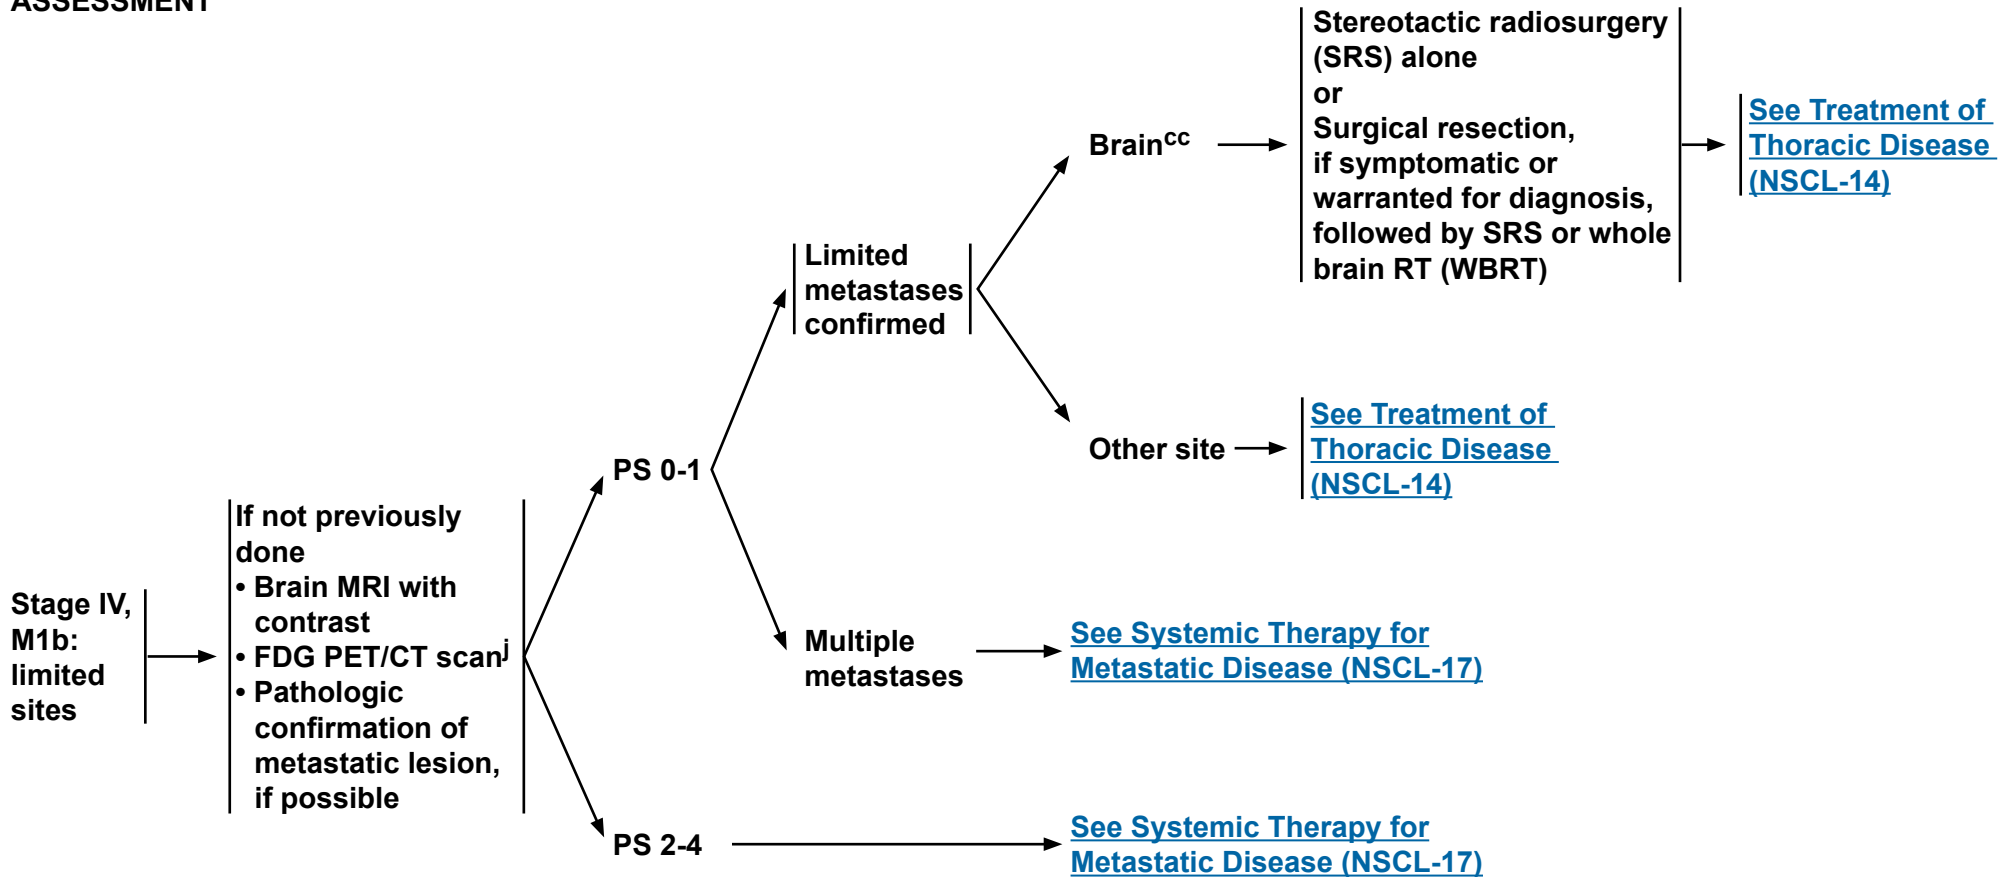 ASSESSMENT
Stage IV,
M1b:
limited
sites
If not previously
done
• Brain MRI with
contrast
• FDG PET/CT scanj
• Pathologic
confirmation of
metastatic lesion,
if possible
PS 0-1
Limited
metastases
confirmed
Braincc
Stereotactic radiosurgery
(SRS) alone
or
Surgical resection,
if symptomatic or
warranted for diagnosis,
followed by SRS or whole
brain RT (WBRT)
See Treatment of
Thoracic Disease
(NSCL-14)
Other site
See Treatment of
Thoracic Disease
(NSCL-14)
Multiple
metastases
See Systemic Therapy for
Metastatic Disease (NSCL-17)
PS 2-4
See Systemic Therapy for
Metastatic Disease (NSCL-17)